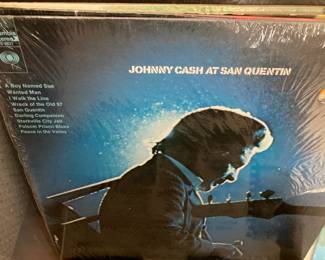 JOHNNY CASH AT SAN QUENTIN
A Boy Named Sue
Wanted Man
I Walk the Line
Wreck of the Old 97
San Quentin
Darling Companion
Starkville City Jail
Folsom Prison Blues
Peace in the Valley